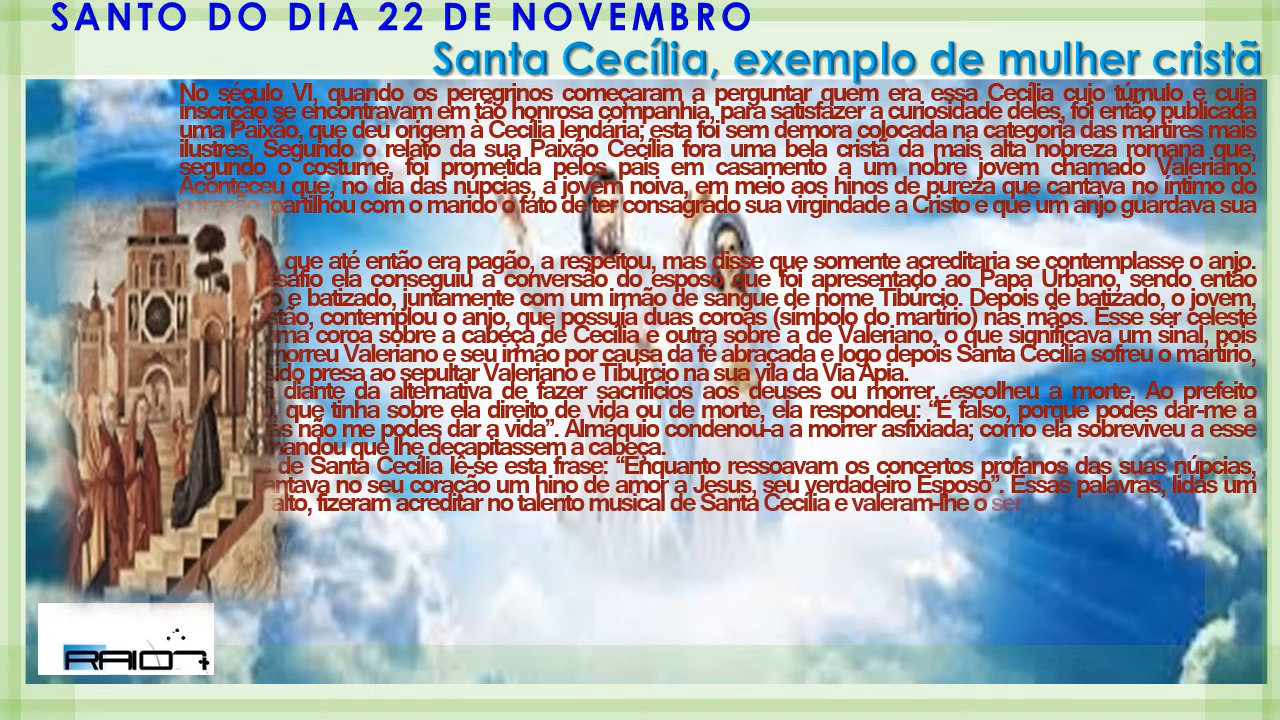 SANTO DO DIA 22 DE NOVEMBRO
Santa Cecília, exemplo de mulher cristã
No século VI, quando os peregrinos começaram a perguntar quem era essa Cecília cujo túmulo e cuja
inscrição se encontravam em tão honrosa companhia, para satisfazer a curiosidade deles, foi então publicada
uma Paixão, que deu origem à Cecília lendária; esta foi sem demora colocada na categoria das mártires mais
ilustres. Segundo o relato da sua Paixão Cecília fora uma bela cristã da mais alta nobreza romana que,
segundo o costume, foi prometida pelos pais em casamento a um nobre jovem chamado Valeriano.
Aconteceu que, no dia das núpcias, a jovem noiva, em meio aos hinos de pureza que cantava no íntimo do
coração, partilhou com o marido o fato de ter consagrado sua virgindade a Cristo e que um anjo guardava sua
que até então era pagão, a respeitou, mas disse que somente acreditaria se contemplasse o anjo.
ela conseguiu a conversão do esposo que foi apresentado ao Papa Urbano, sendo então
e batizado, juntamente com um irmão de sangue de nome Tibúrcio. Depois de batizado, o jovem,
contemplou o anjo, que possuía duas coroas (símbolo do martírio) nas mãos. Esse ser celeste
uma coroa sobre a cabeça de Cecília e outra sobre a de Valeriano, o que significava um sinal, pois
morreu Valeriano e seu irmão por causa da fé abraçada e logo depois Santa Cecília sofreu o martírio,
sido presa ao sepultar Valeriano e Tibúrcio na sua vila da Via Ápia.
diante da alternativa de fazer sacrifícios aos deuses ou morrer, escolheu a morte. Ao prefeito
que tinha sobre ela direito de vida ou de morte, ela respondeu: “É falso, porque podes dar-me a
não me podes dar a vida”. Almáquio condenou-a a morrer asfixiada; como ela sobreviveu a esse
mandou que lhe decapitassem a cabeça.
de Santa Cecília lê-se esta frase: “Enquanto ressoavam os concertos profanos das suas núpcias,
cantava no seu coração um hino de amor a Jesus, seu verdadeiro Esposo”. Essas palavras, lidas um
alto, fizeram acreditar no talento musical de Santa Cecília e valeram-lhe o ser